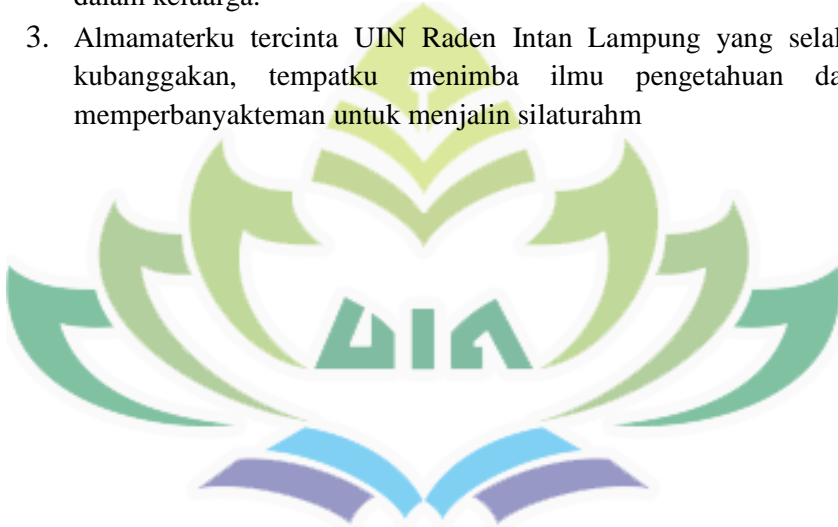 dalam keluarga.
3. Almamaterku tercinta UIN Raden Intan Lampung yang selal
kubanggakan, tempatku menimba ilmu pengetahuan da
memperbanyakteman untuk menjalin silaturahm
UIN